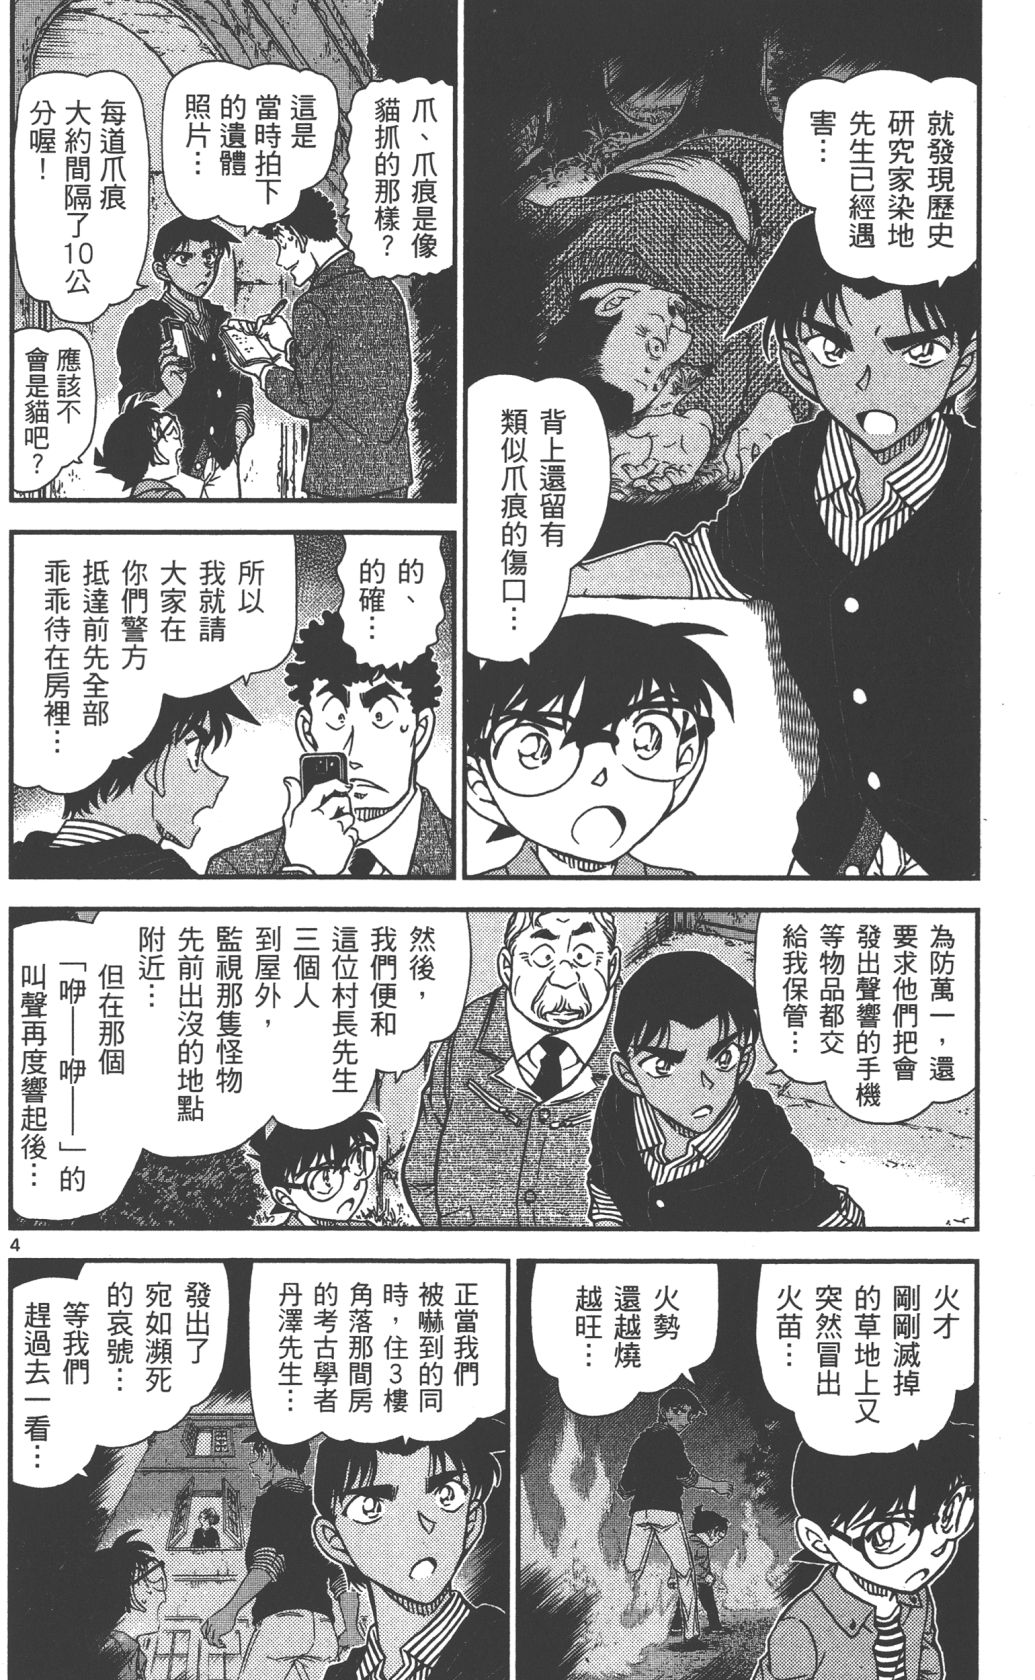 就發現歷史
研究家染地
先生已經遇
害…
背上還留有
類似爪痕的傷口…
爪、爪痕是像
貓抓的那樣？
這是
當時拍下
的遺體
照片…
每道爪痕
大約間隔了10公
分喔！
應該不
會是貓吧？
的、
的確…
所以
我就請
大家在
你們警方
抵達前先全部
乖乖待在房裡…
為防萬一，還
要求他們把會
發出聲響的手機
等物品都交
給我保管…
然後，
我們便和
這位村長先生
三個人
到屋外，
監視那隻怪物
先前出沒的地點
附近…
但在那個
「咿——咿——」的
叫聲再度響起後…
4
火才
剛剛滅掉
的草地上又
突然冒出
火苗…
火勢
還越燒
越旺…
正當我們
被嚇到的同
時，住3樓
角落那間房
的考古學者
丹澤先生…
發出了
宛如瀕死
的哀號…
等我們
趕過去一看…